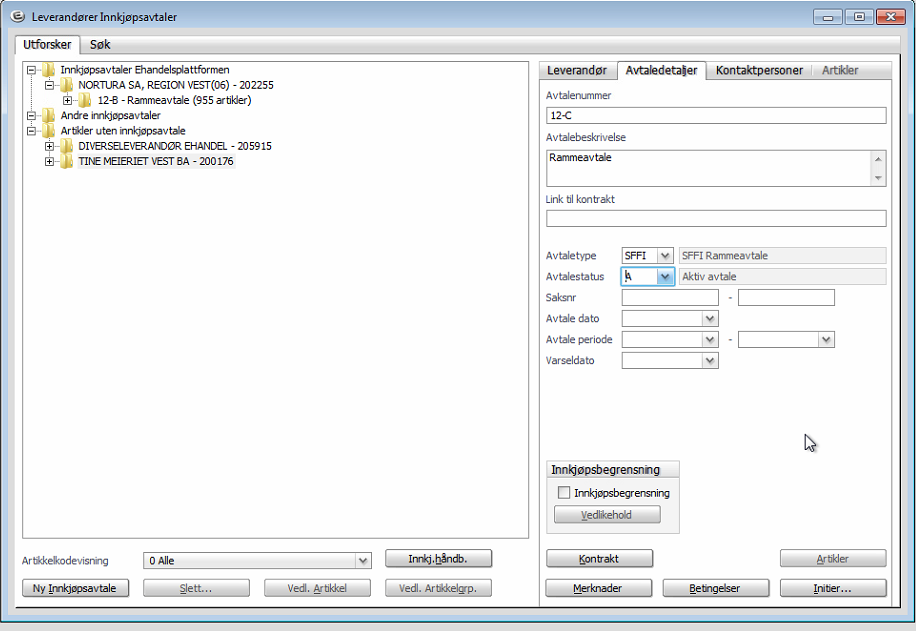 Leverandører Innkjøpsavtaler
Utforsker Søk
Innkjøpsavtaler Ehandelsplattformen
NORTURA SA, REGION VEST(06) - 202255
12-B - Rammeavtale (955 artikler)
Andre innkjøpsavtaler
Artikler uten innkjøpsavtale
DIVERSELEVERANDØR EHANDEL - 205915
TINE MEIERIET VEST BA - 200176
Artikkelkodevisning 0 Alle Innkj.håndb.
Ny Innkjøpsavtale Slett... Vedl. Artikkel Vedl. Artikkelgrp.
Leverandør Avtaledetaljer Kontaktpersoner Artikler
Avtalenummer
12-C
Avtalebeskrivelse
Rammeavtale
Link til kontrakt
Avtaletype SFFI SFFI Rammeavtale
Avtalestatus A Aktiv avtale
Saksnr -
Avtale dato
Avtale periode -
Varseldato
Innkjøpsbegrensning
Innkjøpsbegrensning
Vedlikehold
Kontrakt Artikler
Merknader Betingelser Initier...